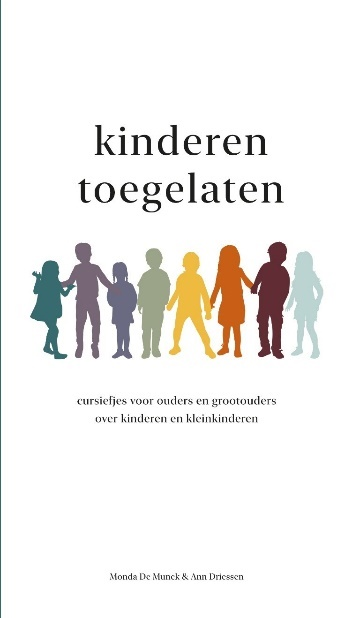 kinderen
toegelaten
cursiefjes voor ouders en grootouders
over kinderen en kleinkinderen
Monda De Munck & Ann Driessen